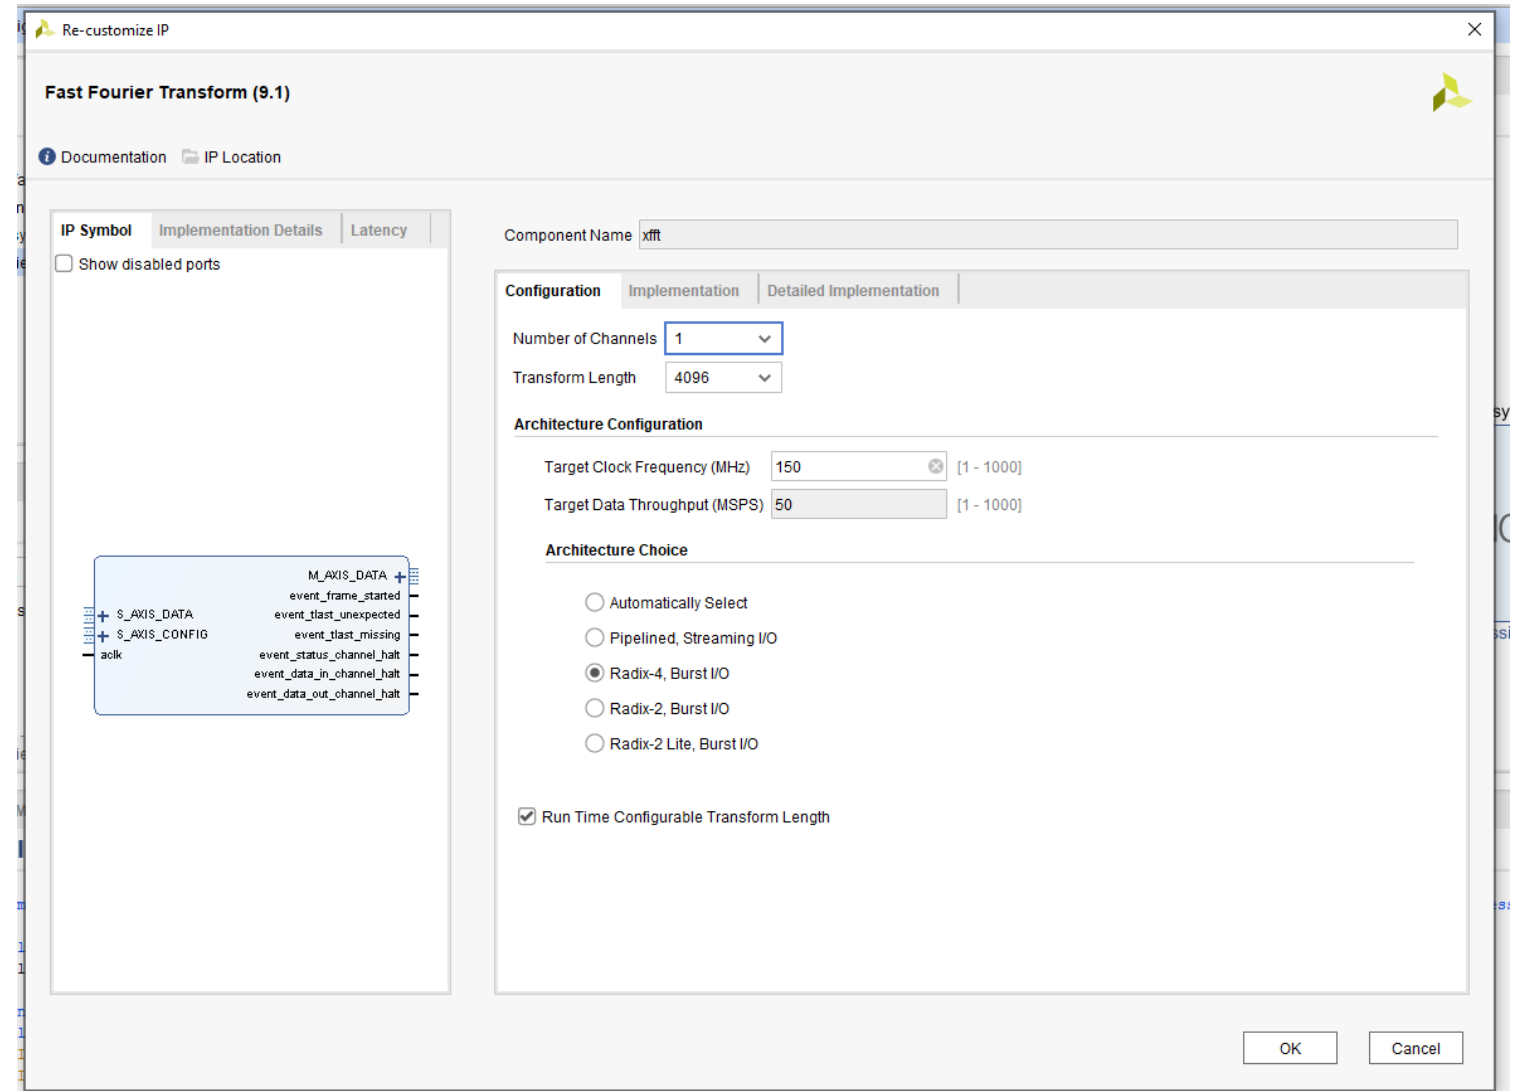 Re-customize IP
Fast Fourier Transform (9.1)
Documentation IP Location
IP Symbol Implementation Details Latency
Show disabled ports
M_AXIS_DATA
event_frame_started
S_AXIS_DATA event_tlast_unexpected
S_AXIS_CONFIG event_tlast_missing
aclk event_status_channel_halt
event_data_in_channel_halt
event_data_out_channel_halt
Component Name xfft
Configuration Implementation Detailed Implementation
Number of Channels 1
Transform Length 4096
Architecture Configuration
Target Clock Frequency (MHz) 150 [1 - 1000]
Target Data Throughput (MSPS) 50 [1 - 1000]
Architecture Choice
Automatically Select
Pipelined, Streaming I/O
Radix-4, Burst I/O
Radix-2, Burst I/O
Radix-2 Lite, Burst I/O
Run Time Configurable Transform Length
OK Cancel